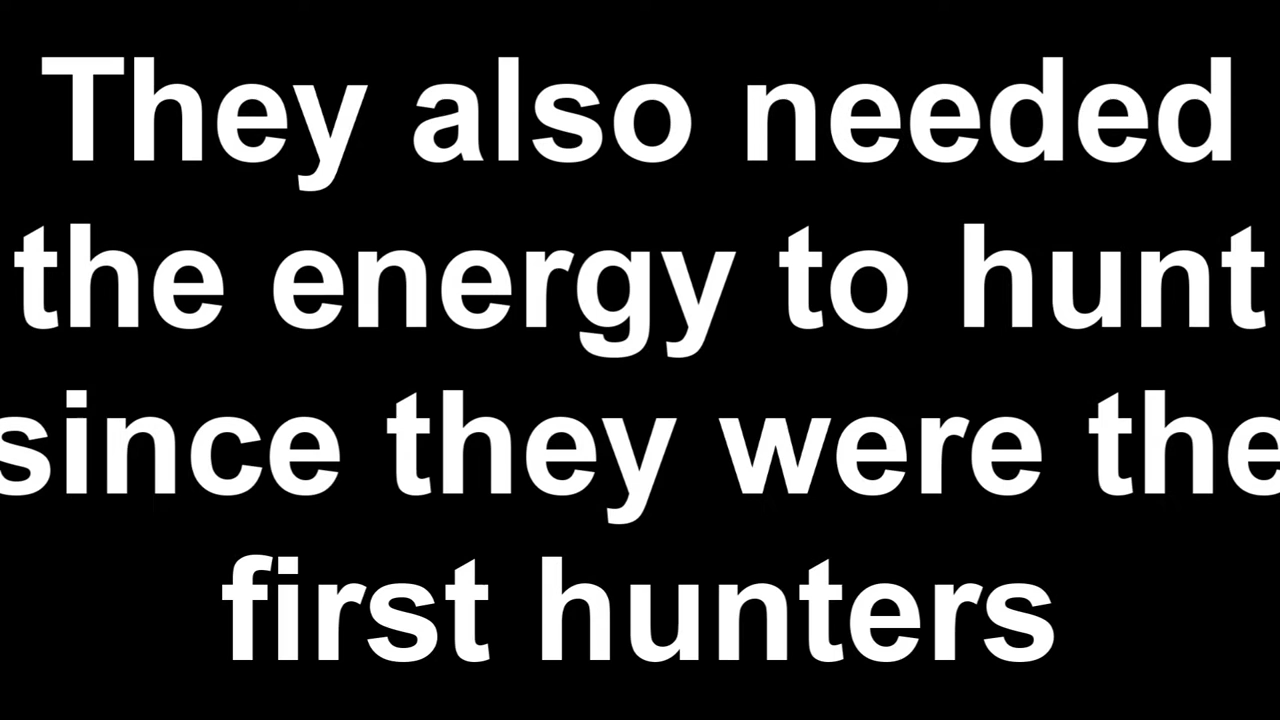 They also needed
the energy to hunt
since they were the
first hunters